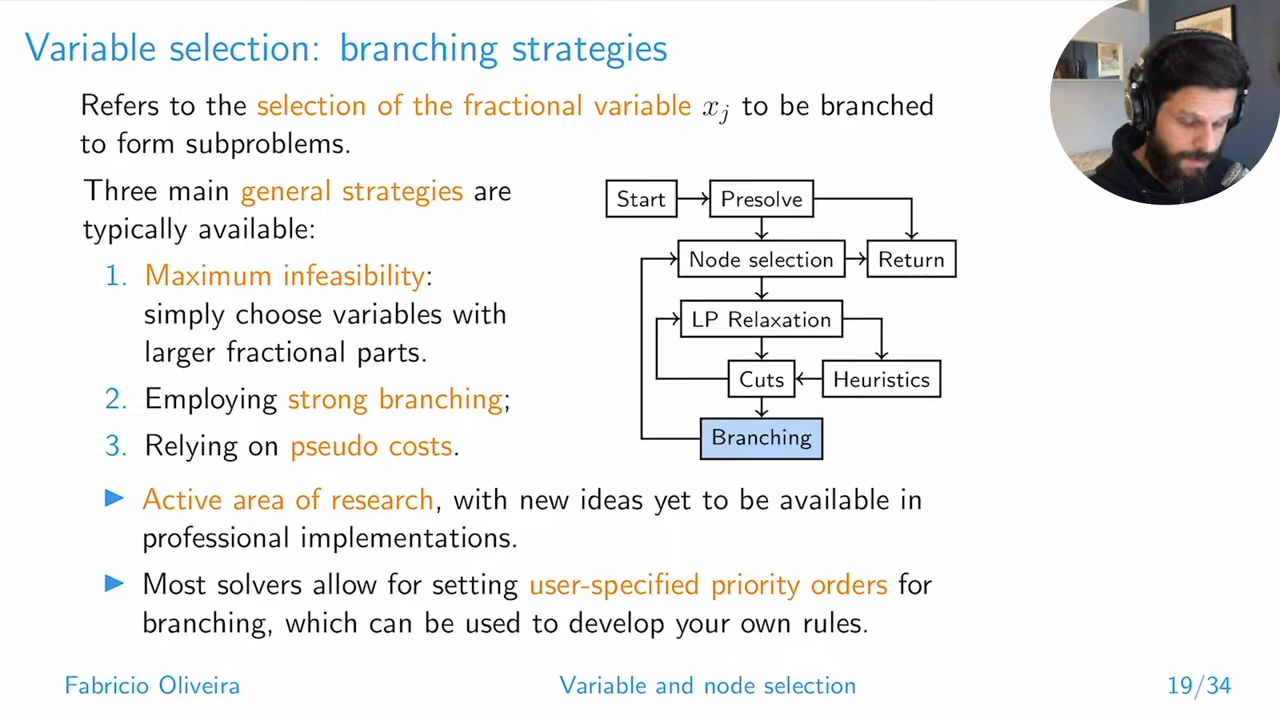 Variable selection: branching strategies
Refers to the selection of the fractional variable xj to be branched
to form subproblems.
Three main general strategies are
typically available:
1. Maximum infeasibility:
simply choose variables with
larger fractional parts.
2. Employing strong branching;
3. Relying on pseudo costs.
Start
Presolve
Node selection
Return
LP Relaxation
Cuts
Heuristics
Branching
▶ Active area of research, with new ideas yet to be available in
professional implementations.
▶ Most solvers allow for setting user-specified priority orders for
branching, which can be used to develop your own rules.
Fabricio Oliveira
Variable and node selection
19/34